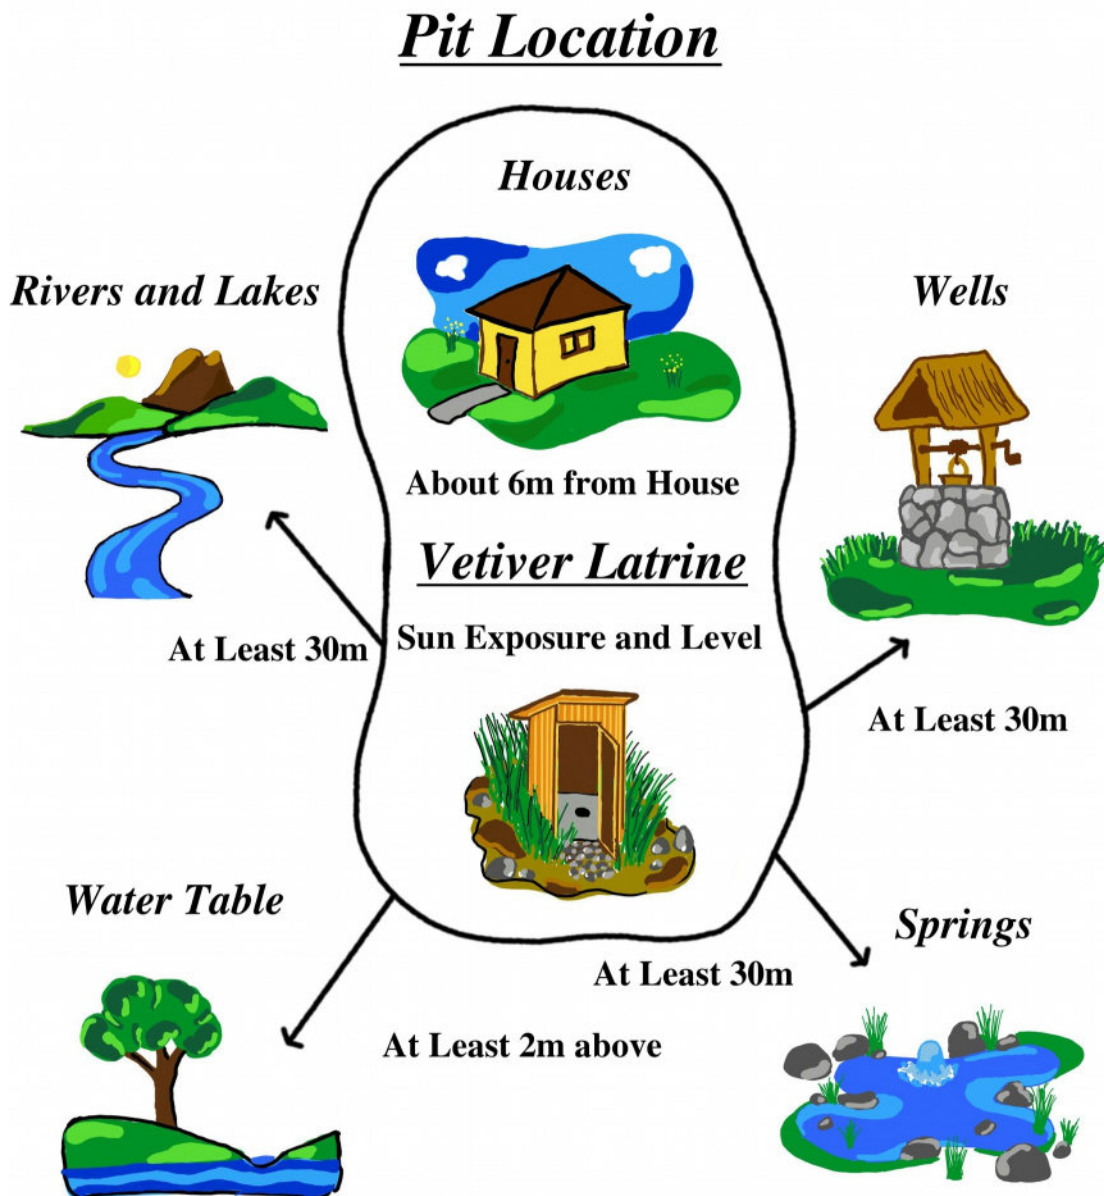 Pit Location
Houses
Rivers and Lakes
Wells
About 6m from House
Vetiver Latrine
Sun Exposure and Level
At Least 30m
At Least 30m
Water Table
Springs
At Least 30m
At Least 2m above